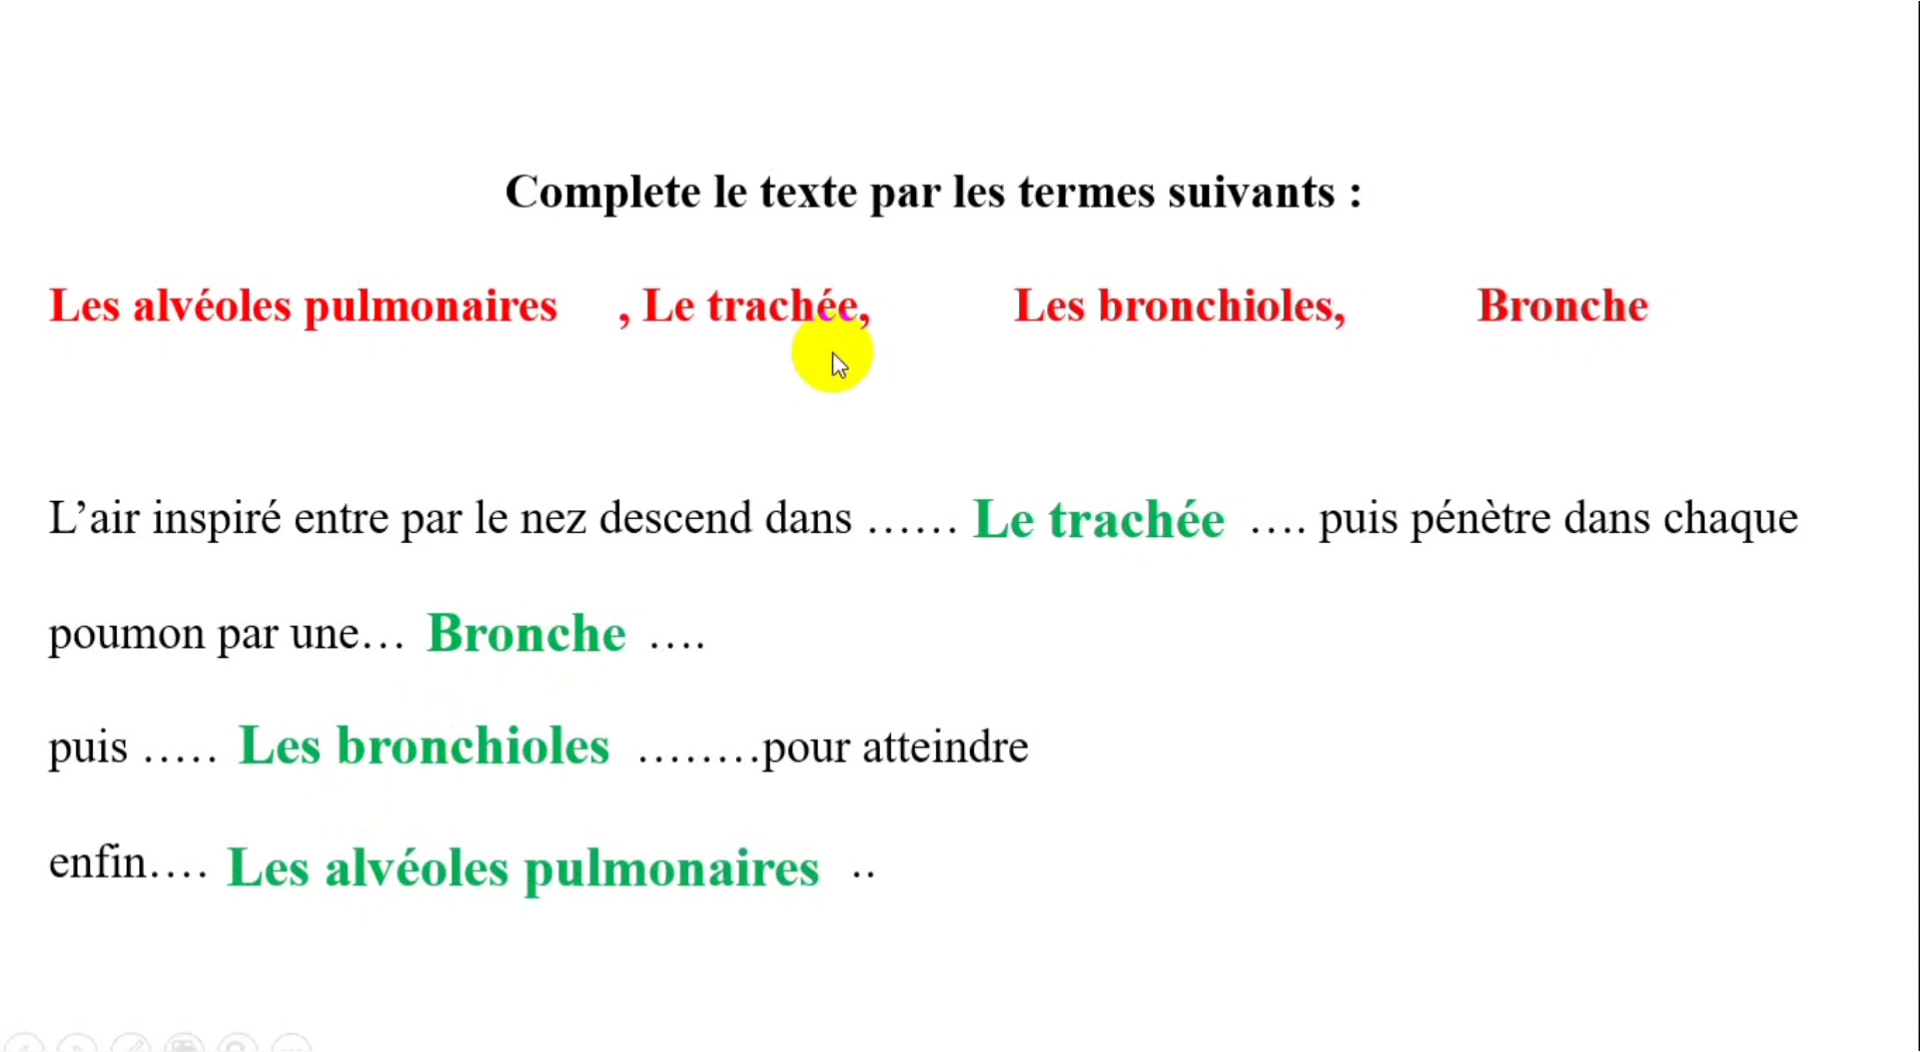 Complete le texte par les termes suivants :
Les alvéoles pulmonaires , Le trachée, Les bronchioles, Bronche
L’air inspiré entre par le nez descend dans …… Le trachée …. puis pénètre dans chaque
poumon par une… Bronche ….
puis ….. Les bronchioles ……..pour atteindre
enfin…. Les alvéoles pulmonaires ..